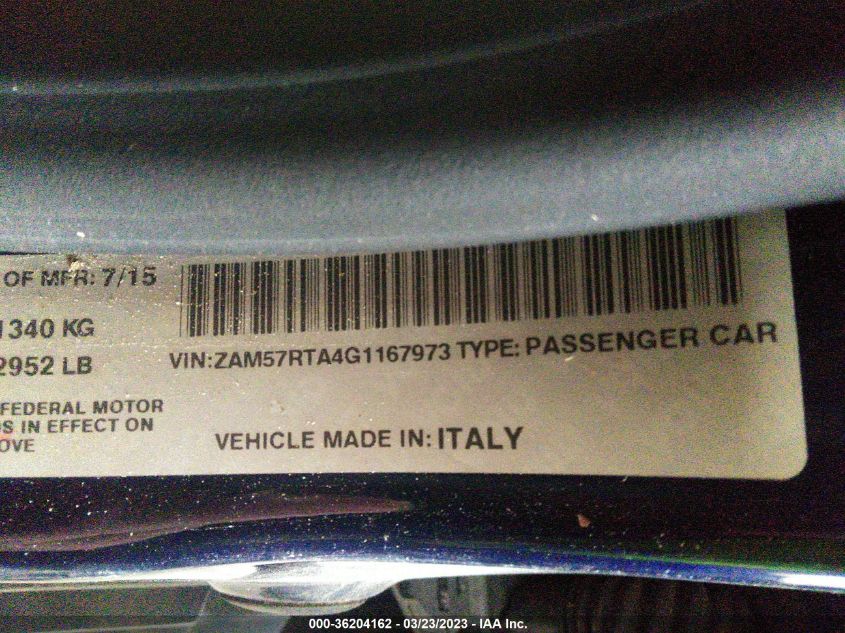 OF MFR: 7/15
1340 KG
2952 LB
VIN:ZAM57RTA4G1167973 TYPE: PASSENGER CAR
FEDERAL MOTOR
S IN EFFECT ON
OVE
VEHICLE MADE IN: ITALY
000-36204162 - 03/23/2023 - IAA Inc.